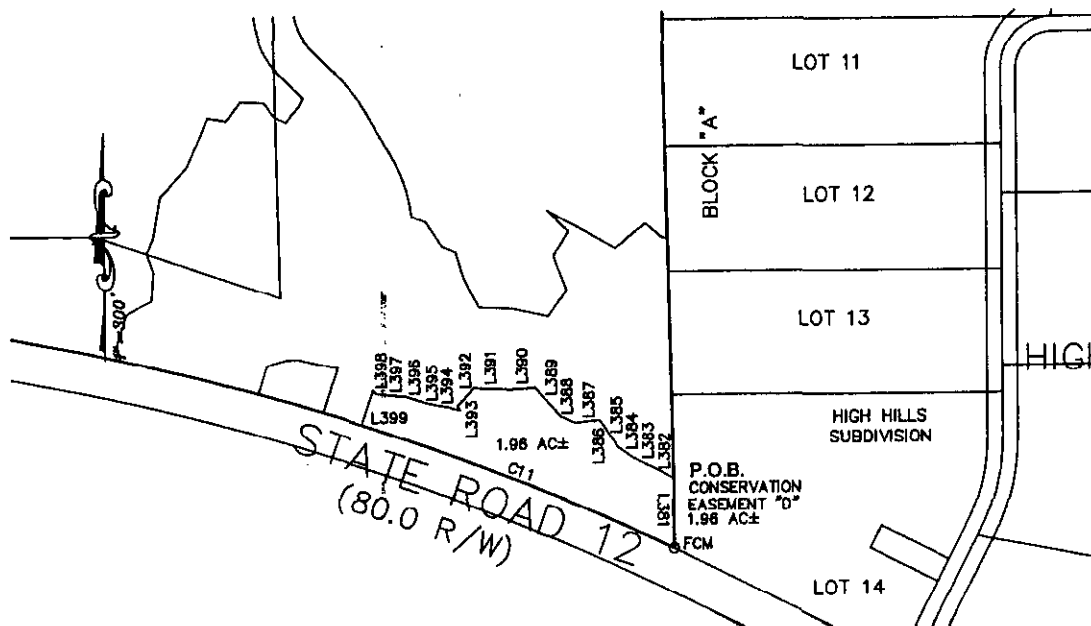 LOT 11
BLOCK "A"
LOT 12
LOT 13
1"=300'
HIGH HILLS
SUBDIVISION
L398
L397
L396
L395
L394
L392
L391
L390
L389
L388
L387
L385
L384
L383
L382
L399
L393
L386
L381
1.96 AC±
C11
STATE ROAD 12
(80.0 R/W)
P.O.B.
CONSERVATION
EASEMENT "D"
1.96 AC±
FCM
LOT 14